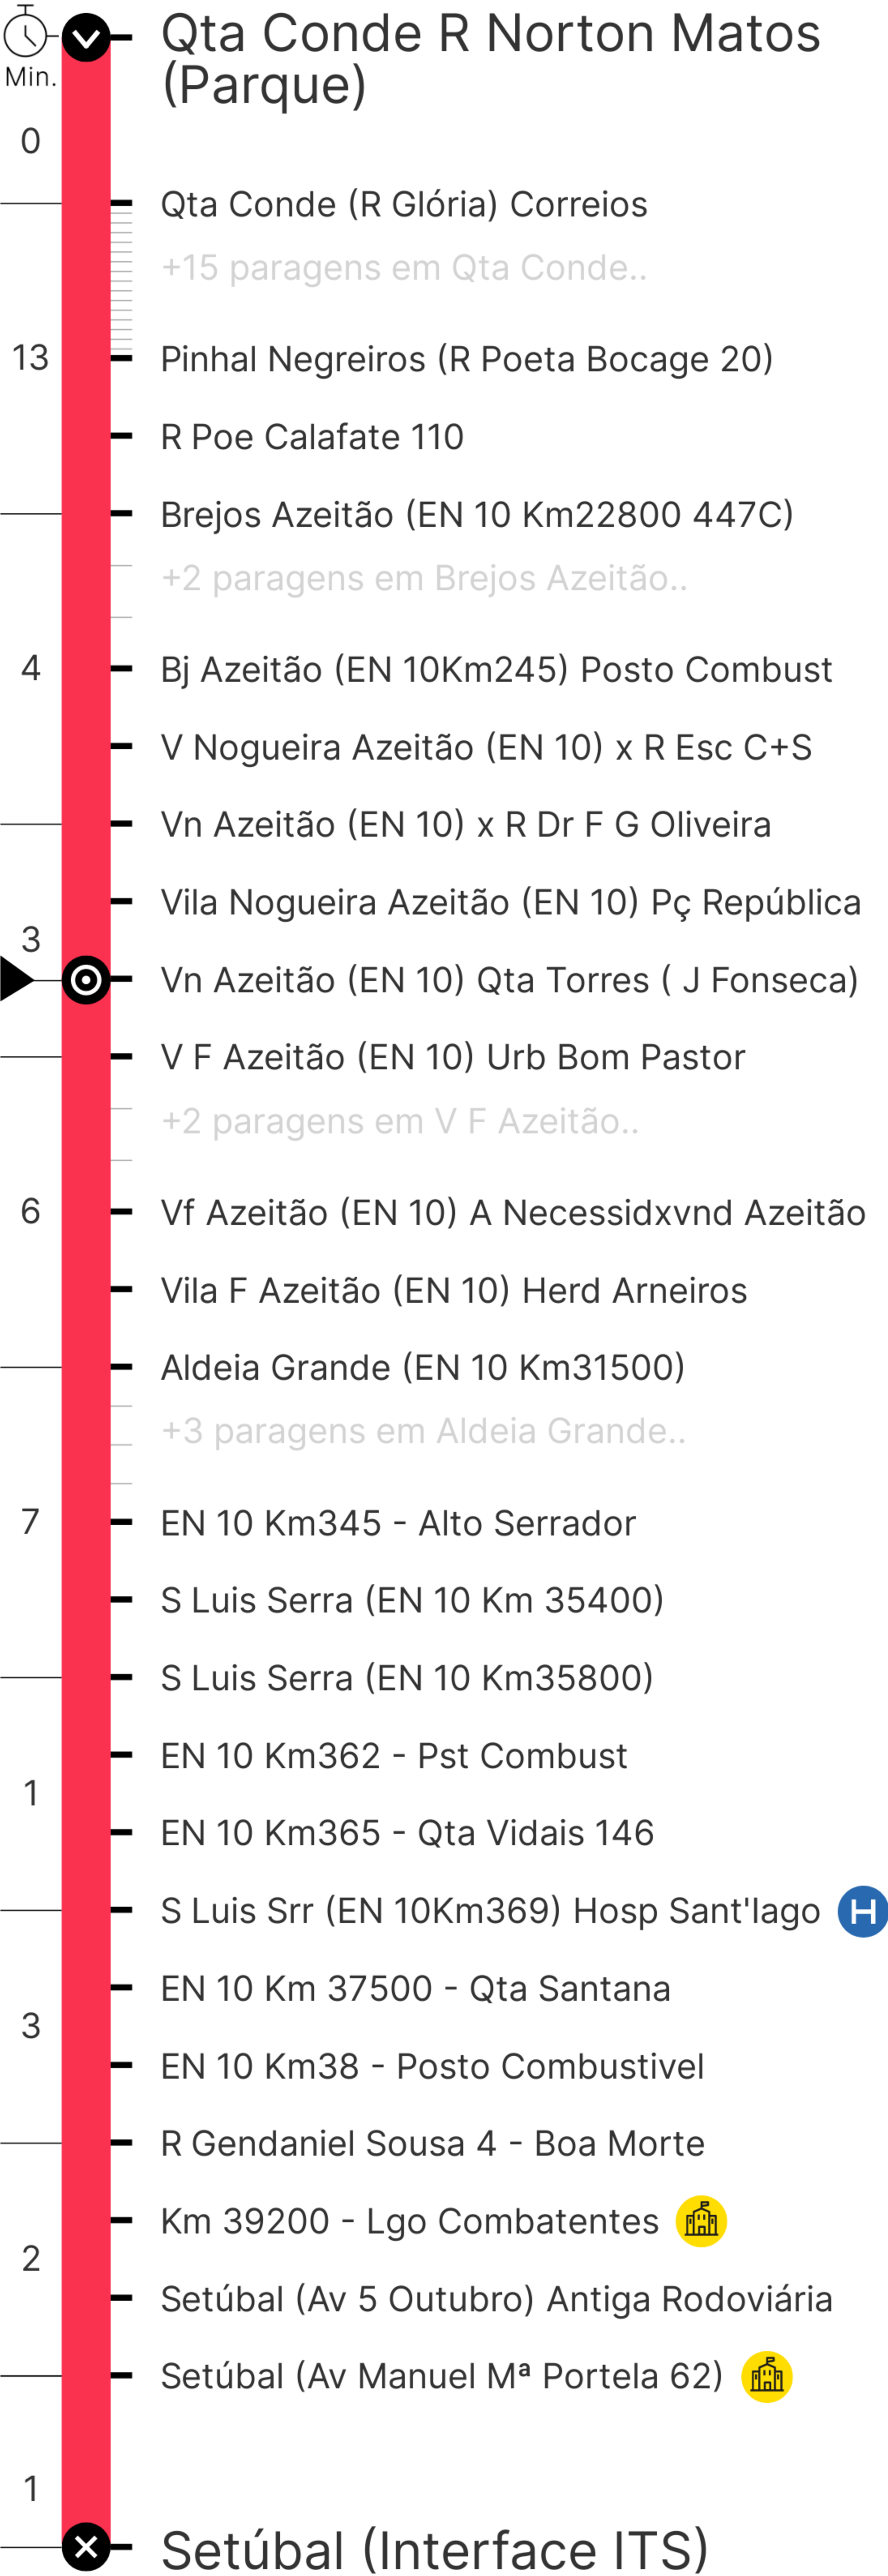 Qta Conde R Norton Matos
(Parque)
Min.
0
Qta Conde (R Glória) Correios
+15 paragens em Qta Conde..
13
Pinhal Negreiros (R Poeta Bocage 20)
R Poe Calafate 110
Brejos Azeitão (EN 10 Km22800 447C)
+2 paragens em Brejos Azeitão..
4
Bj Azeitão (EN 10Km245) Posto Combust
V Nogueira Azeitão (EN 10) x R Esc C+S
Vn Azeitão (EN 10) x R Dr F G Oliveira
Vila Nogueira Azeitão (EN 10) Pç República
3
Vn Azeitão (EN 10) Qta Torres ( J Fonseca)
V F Azeitão (EN 10) Urb Bom Pastor
+2 paragens em V F Azeitão..
6
Vf Azeitão (EN 10) A Necessidxvnd Azeitão
Vila F Azeitão (EN 10) Herd Arneiros
Aldeia Grande (EN 10 Km31500)
+3 paragens em Aldeia Grande..
7
EN 10 Km345 - Alto Serrador
S Luis Serra (EN 10 Km 35400)
S Luis Serra (EN 10 Km35800)
EN 10 Km362 - Pst Combust
1
EN 10 Km365 - Qta Vidais 146
S Luis Srr (EN 10Km369) Hosp Sant'Iago H
EN 10 Km 37500 - Qta Santana
3
EN 10 Km38 - Posto Combustivel
R Gendaniel Sousa 4 - Boa Morte
Km 39200 - Lgo Combatentes
2
Setúbal (Av 5 Outubro) Antiga Rodoviária
Setúbal (Av Manuel Mª Portela 62)
1
Setúbal (Interface ITS)